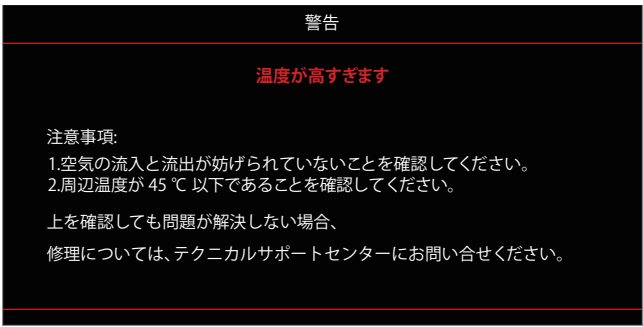 警告
温度が高すぎます
注意事項:
1.空気の流入と流出が妨げられていないことを確認してください。
2.周辺温度が 45 ℃ 以下であることを確認してください。
上を確認しても問題が解決しない場合、
修理については、テクニカルサポートセンターにお問い合せください。